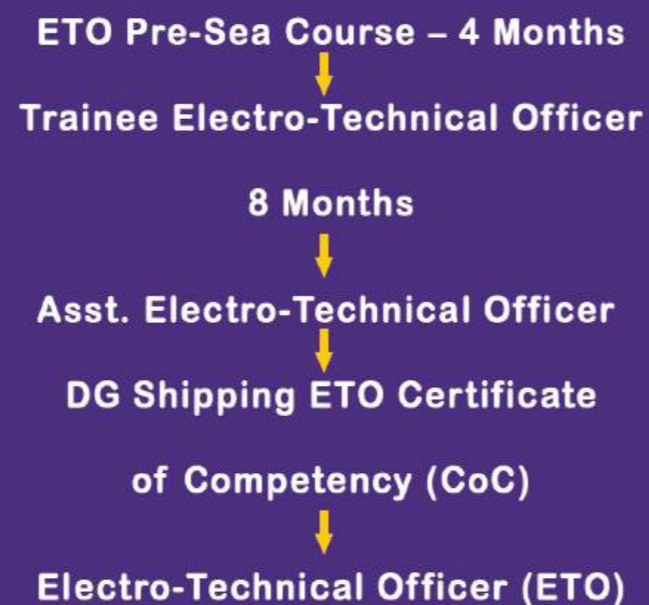 ETO Pre-Sea Course – 4 Months
Trainee Electro-Technical Officer
8 Months
Asst. Electro-Technical Officer
DG Shipping ETO Certificate
of Competency (CoC)
Electro-Technical Officer (ETO)